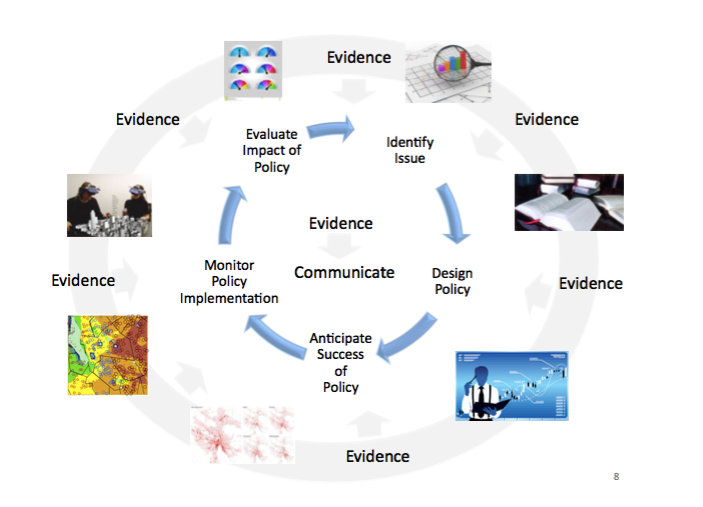 Evidence
Evidence
Evidence
Evaluate
Impact of
Policy
Identify
Issue
Evidence
Evidence
Monitor
Policy
Implementation
Communicate
Design
Policy
Evidence
Anticipate
Success
of
Policy
Evidence
8